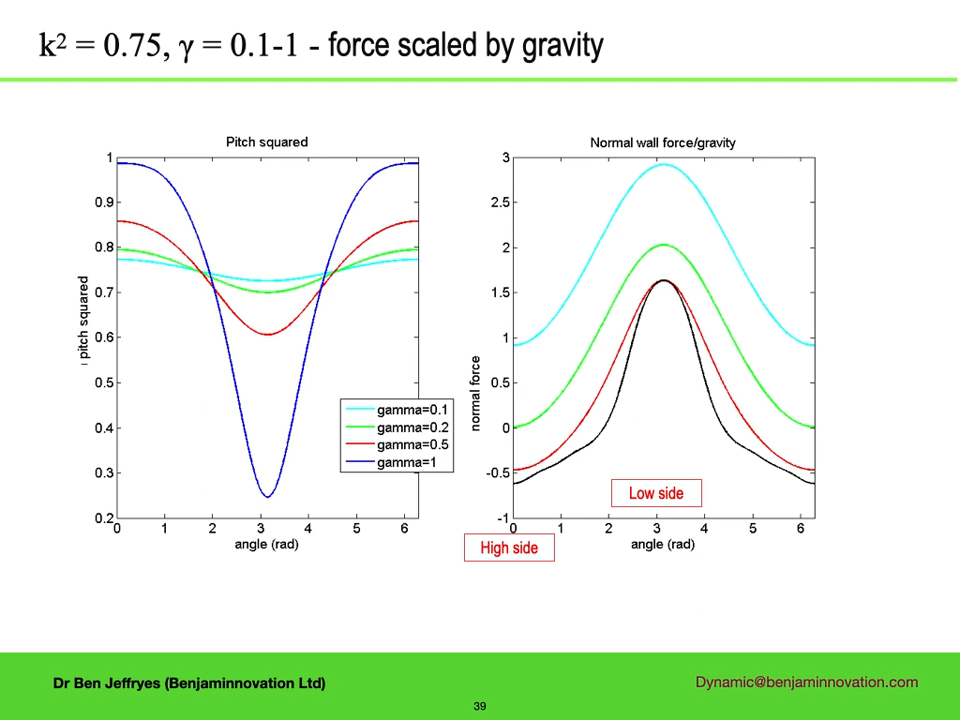 k² = 0.75, γ = 0.1-1 - force scaled by gravity
Pitch squared
1
0.9
0.8
0.7
0.6
0.5
0.4
0.3
0.2
pitch squared
0 1 2 3 4 5 6
angle (rad)
gamma=0.1
gamma=0.2
gamma=0.5
gamma=1
Normal wall force/gravity
3
2.5
2
1.5
1
0.5
0
-0.5
-1
normal force
0 1 2 3 4 5 6
angle (rad)
Low side
High side
Dr Ben Jeffryes (Benjaminnovation Ltd)
Dynamic@benjaminnovation.com
39